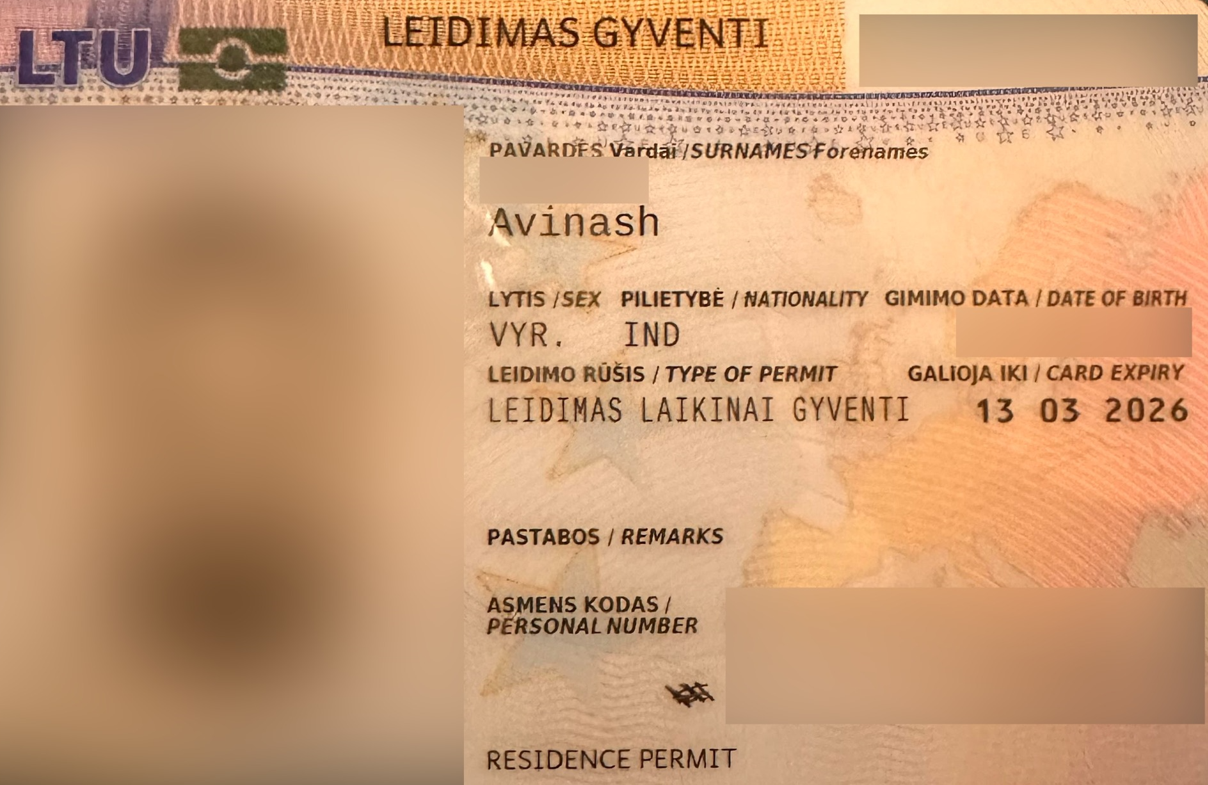 LTU
LEIDIMAS GYVENTI
PAVARDĖS Vardai / SURNAMES Forenames
Avinash
LYTIS / SEX PILIETYBĖ / NATIONALITY GIMIMO DATA / DATE OF BIRTH
VYR. IND
LEIDIMO RŪŠIS / TYPE OF PERMIT GALIOJA IKI / CARD EXPIRY
LEIDIMAS LAIKINAI GYVENTI 13 03 2026
PASTABOS / REMARKS
ASMENS KODAS /
PERSONAL NUMBER
RESIDENCE PERMIT